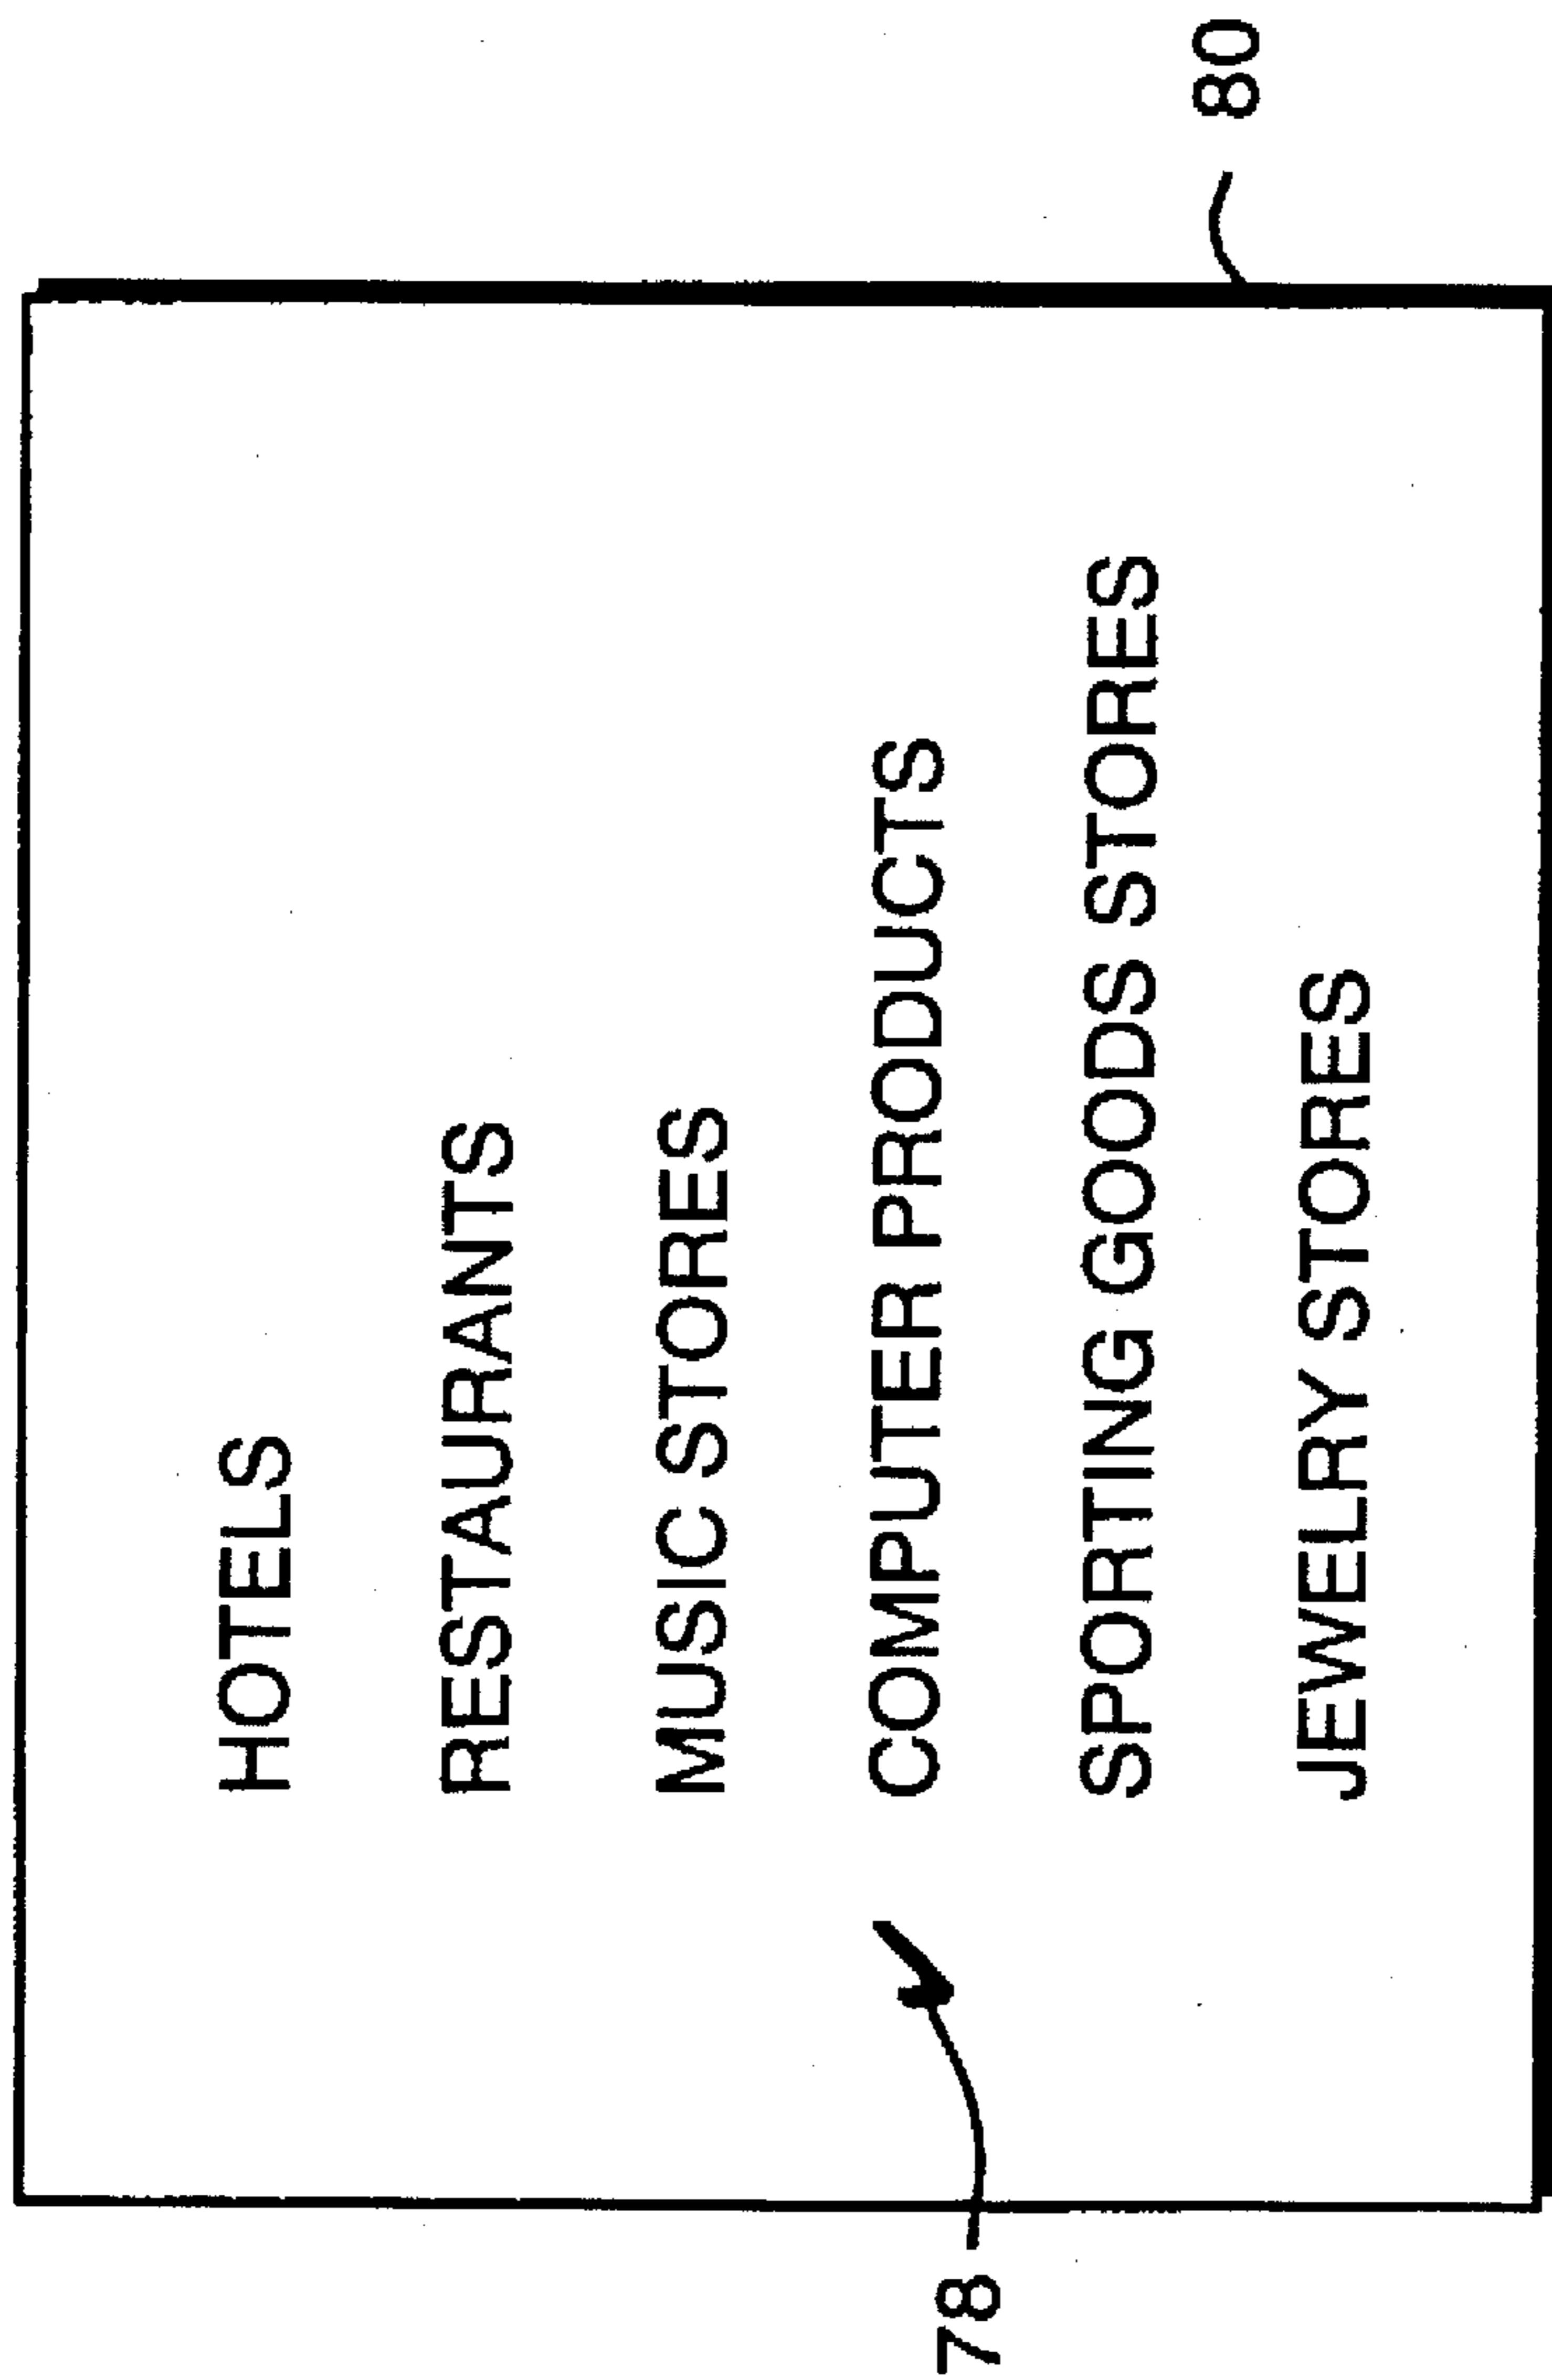 HOTELS
RESTAURANTS
MUSIC STORES
COMPUTER PRODUCTS
SPORTING GOODS STORES
JEWELRY STORES
78
80